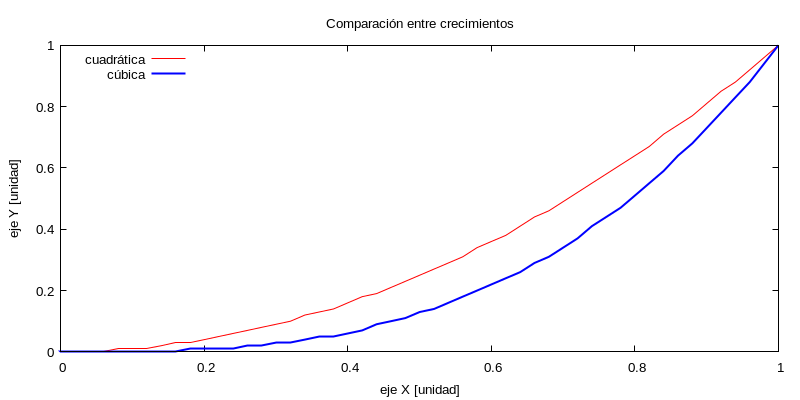 Comparación entre crecimientos
cuadrática
cúbica
1
0.8
0.6
0.4
0.2
0
eje Y [unidad]
0 0.2 0.4 0.6 0.8 1
eje X [unidad]